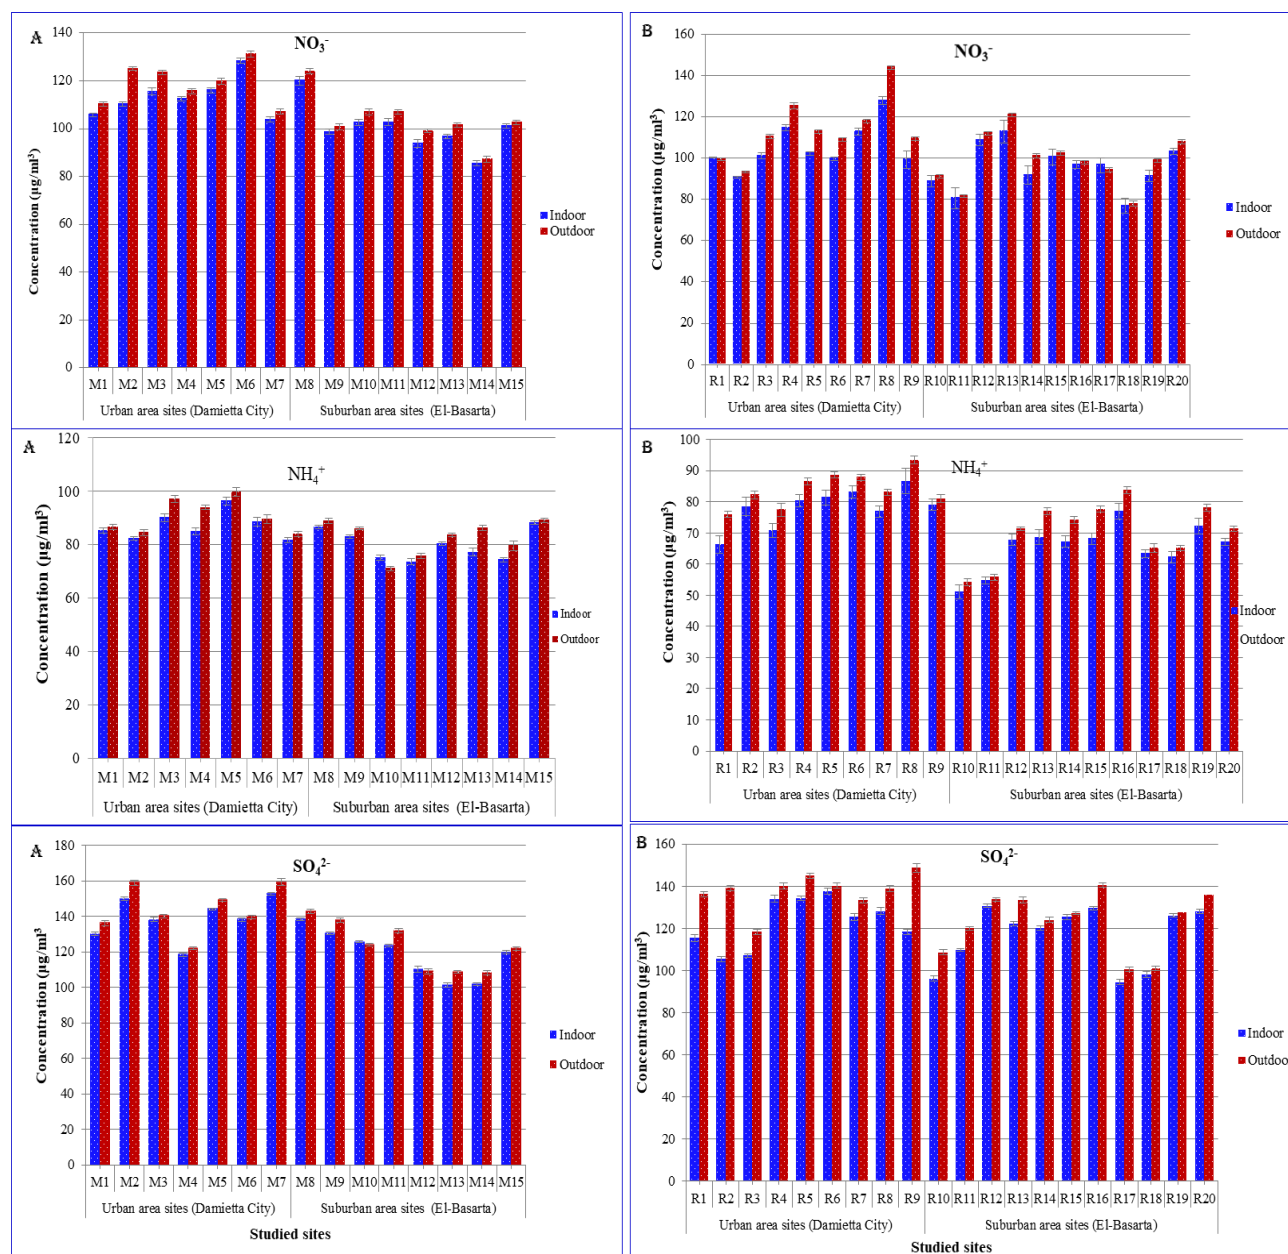 A
NO₃⁻
Concentration (µg/ml³)
140
120
100
80
60
40
20
0
Indoor
Outdoor
M1 M2 M3 M4 M5 M6 M7 M8 M9 M10 M11 M12 M13 M14 M15
Urban area sites (Damietta City) Suburban area sites (El-Basarta)
B
NO₃⁻
Concentration (µg/ml³)
160
140
120
100
80
60
40
20
0
Indoor
Outdoor
R1 R2 R3 R4 R5 R6 R7 R8 R9 R10 R11 R12 R13 R14 R15 R16 R17 R18 R19 R20
Urban area sites (Damietta City) Suburban area sites (El-Basarta)
A
NH₄⁺
Concentration (µg/ml³)
120
100
80
60
40
20
0
Indoor
Outdoor
M1 M2 M3 M4 M5 M6 M7 M8 M9 M10 M11 M12 M13 M14 M15
Urban area sites (Damietta City) Suburban area sites (El-Basarta)
B
NH₄⁺
Concentration (µg/ml³)
100
90
80
70
60
50
40
30
20
10
0
Indoor
Outdoor
R1 R2 R3 R4 R5 R6 R7 R8 R9 R10 R11 R12 R13 R14 R15 R16 R17 R18 R19 R20
Urban area sites (Damietta City) Suburban area sites (El-Basarta)
A
SO₄²⁻
Concentration (µg/ml³
180
160
140
120
100
80
60
40
20
0
Indoor
Outdoor
M1 M2 M3 M4 M5 M6 M7 M8 M9 M10 M11 M12 M13 M14 M15
Urban area sites (Damietta City) Suburban area sites (El-Basarta)
Studied sites
B
SO₄²⁻
Concentration (µg/ml³)
160
140
120
100
80
60
40
20
0
Indoor
Outdoor
R1 R2 R3 R4 R5 R6 R7 R8 R9 R10 R11 R12 R13 R14 R15 R16 R17 R18 R19 R20
Urban area sites (Damietta City) Suburban area sites (El-Basarta)
Studied sites